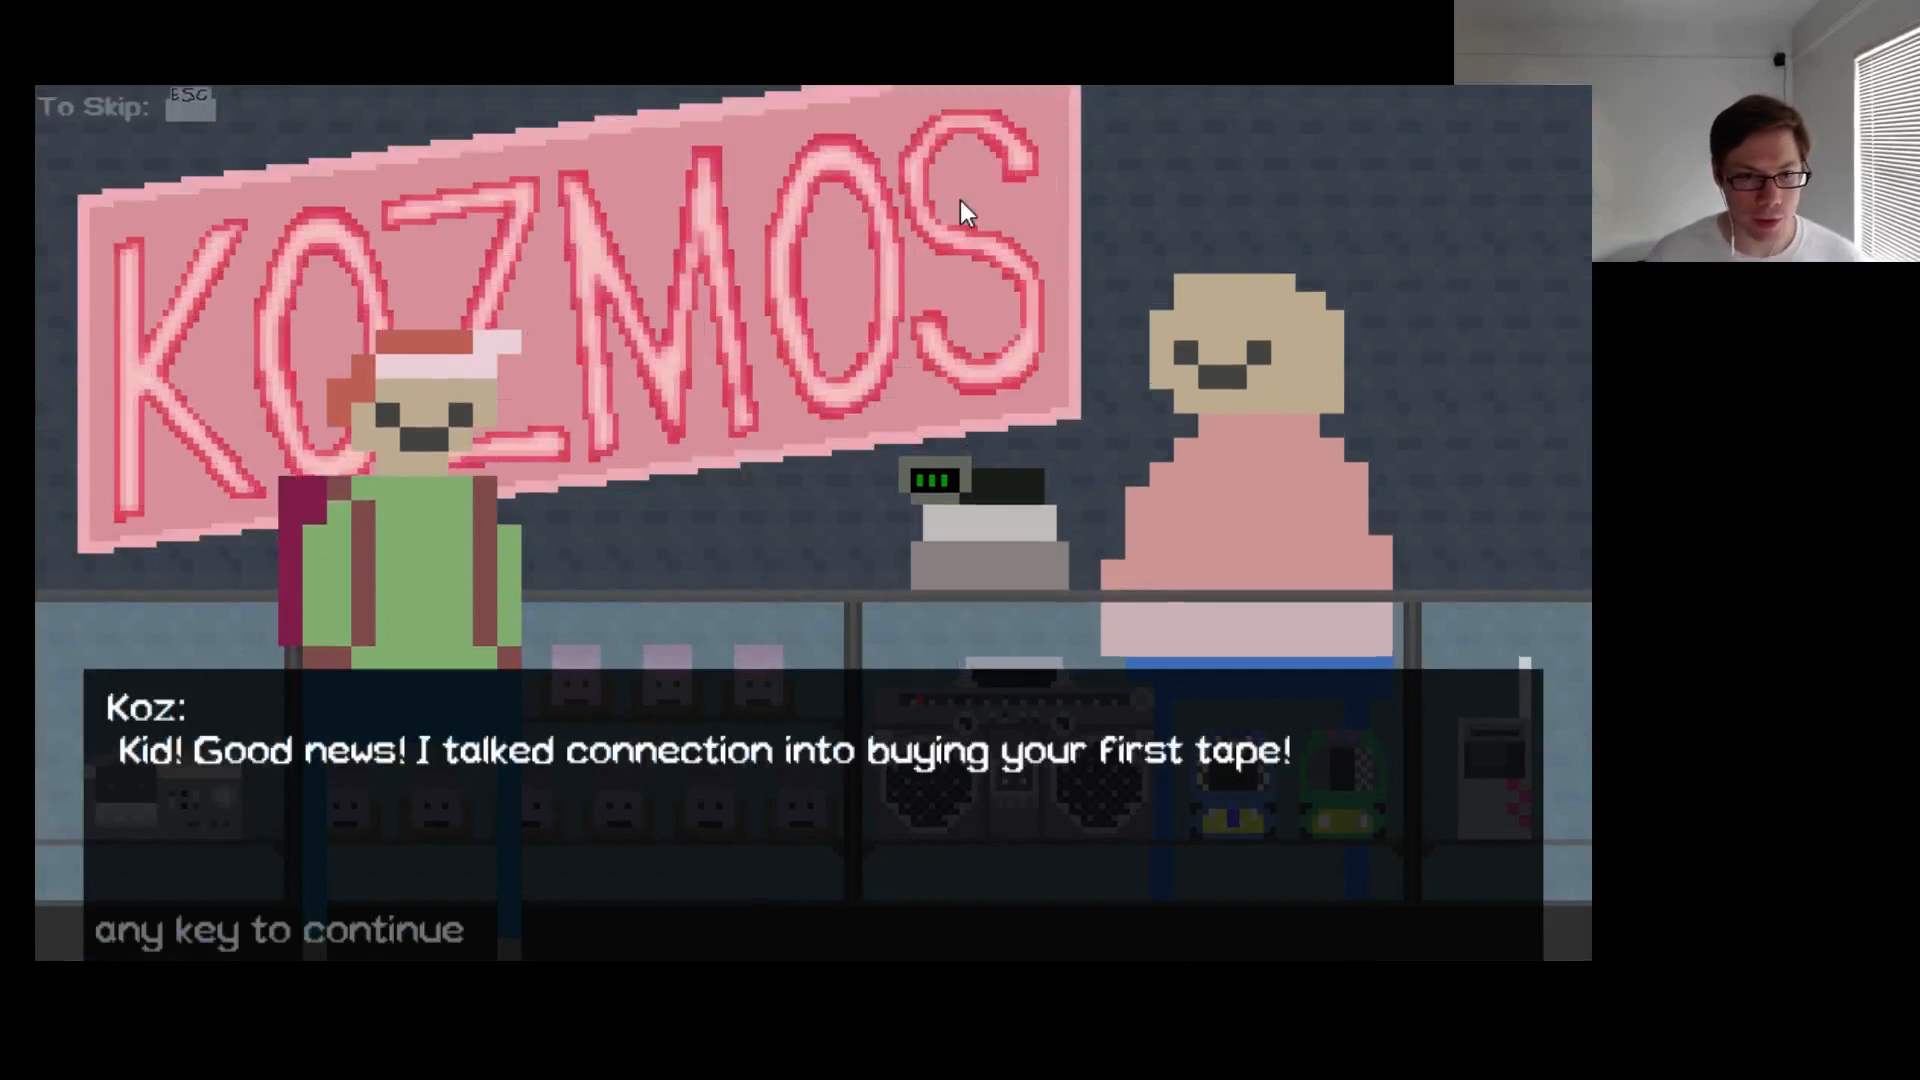 To Skip: ESC
KOZMOS
Koz:
Kid! Good news! I talked connection into buying your first tape!
any key to continue